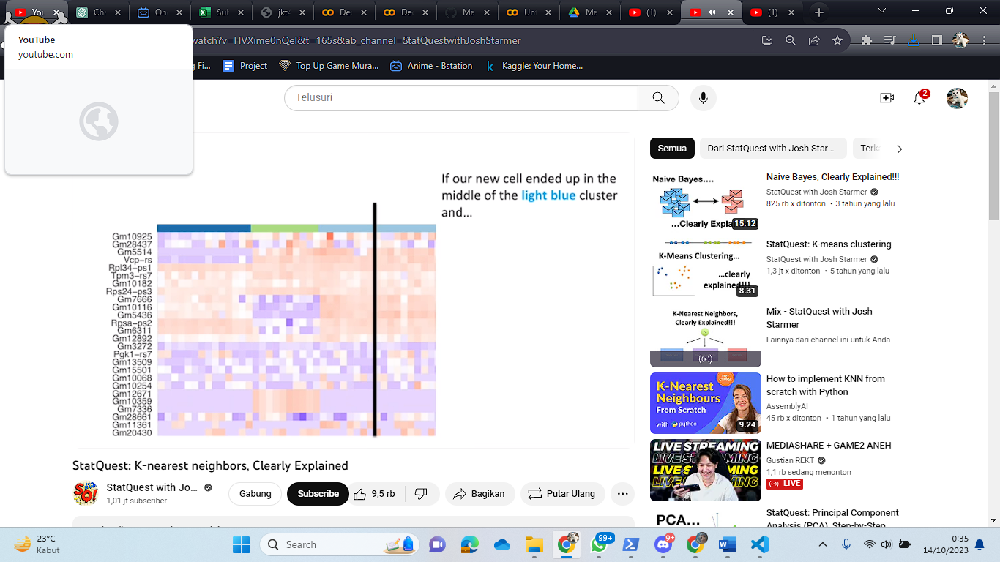 You
Cha
On
Sul
jkt4
De
De
Ma
Un
Ma
(1)
(1)
YouTube
youtube.com
watch?v=HVXime0nQeI&t=165s&ab_channel=StatQuestwithJoshStarmer
g Fi...
Project
Top Up Game Mura...
Anime - Bstation
Kaggle: Your Home...
Telusuri
2
If our new cell ended up in the
middle of the light blue cluster
and...
Gm10925
Gm28437
Gm5514
Vcp-rs
Rpl34-ps1
Tpm3-rs7
Gm10182
Rps24-ps3
Gm7666
Gm10116
Gm5436
Rpsa-ps2
Gm6311
Gm12892
Gm3272
Pgk1-rs7
Gm13509
Gm15501
Gm10068
Gm10254
Gm12671
Gm10359
Gm7336
Gm28661
Gm11361
Gm20430
StatQuest: K-nearest neighbors, Clearly Explained
StatQuest with Jo...
1,01 jt subscriber
Gabung
Subscribe
9,5 rb
Bagikan
Putar Ulang
Semua
Dari StatQuest with Josh Star...
Terka
Naive Bayes....
...Clearly Expla
15.12
Naive Bayes, Clearly Explained!!!
StatQuest with Josh Starmer
825 rb x ditonton • 3 tahun yang lalu
K-Means Clustering...
...clearly
explained!!!
8.31
StatQuest: K-means clustering
StatQuest with Josh Starmer
1,3 jt x ditonton • 5 tahun yang lalu
K-Nearest Neighbors,
Clearly Explained!!!
Mix - StatQuest with Josh
Starmer
Lainnya dari channel ini untuk Anda
FREE COURSE
K-Nearest
Neighbours
From Scratch
with python
9.24
How to implement KNN from
scratch with Python
AssemblyAI
45 rb x ditonton • 1 tahun yang lalu
LIVE STREAMING
LIVE STREAMING
LIVE STREAMING
LIVE STREAMING
MEDIASHARE + GAME2 ANEH
Gustian REKT
1,1 rb sedang menonton
LIVE
PCA...
StatQuest: Principal Component
Analysis (PCA), Step-by-Step
23°C
Kabut
Search
99+
9+
0:35
14/10/2023